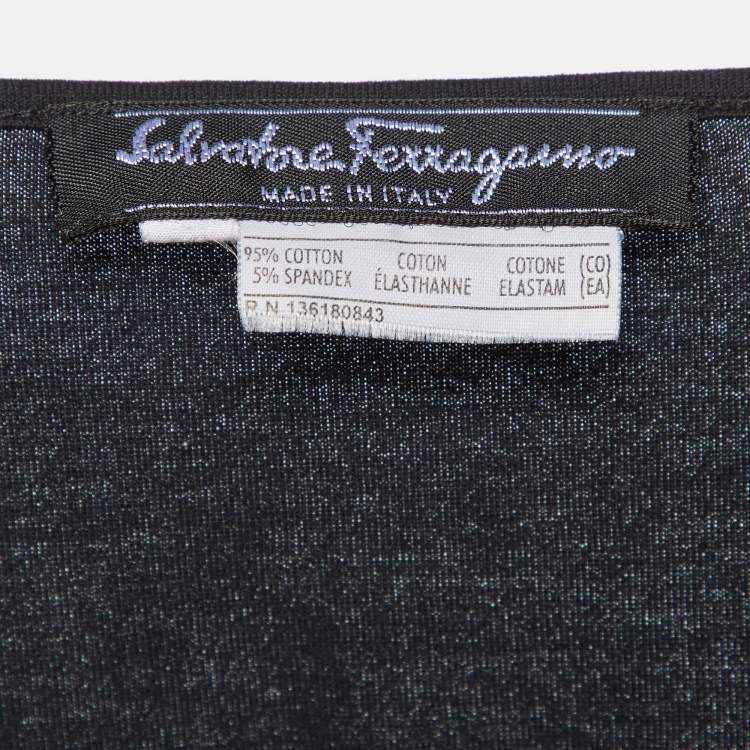 Salvatore Ferragamo
MADE IN ITALY
95% COTTON COTON COTONE (CO)
5% SPANDEX ÉLASTHANNE ELASTAM (EA)
R.N.136180843